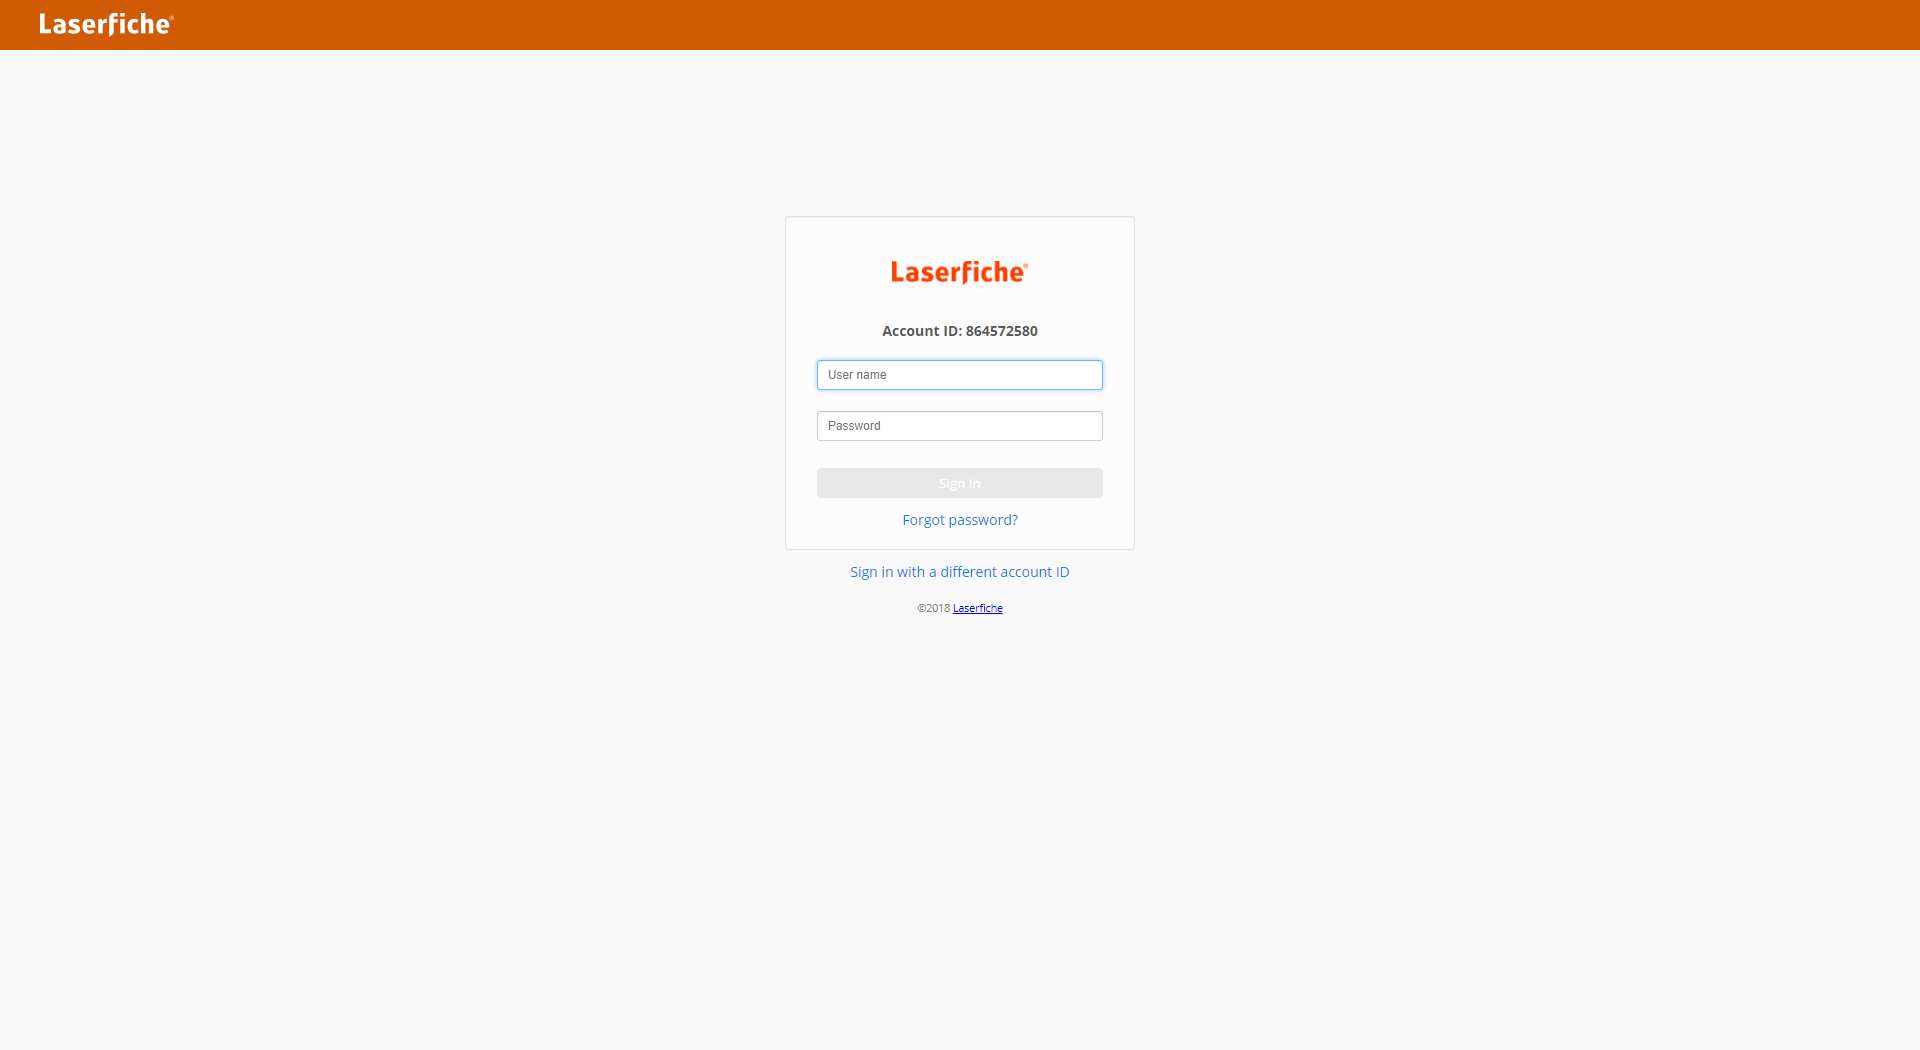 Laserfiche®
Laserfiche®
Account ID: 864572580
User name
Password
Sign In
Forgot password?
Sign in with a different account ID
©2018 Laserfiche